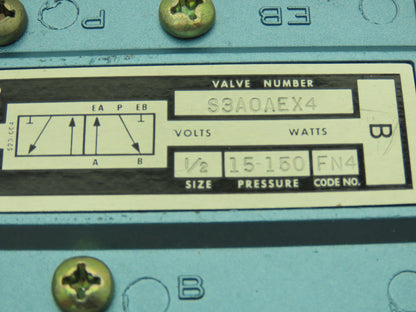 P EB
VALVE NUMBER
S3A0AEX4
EA P EB
VOLTS WATTS
B
A B
1/2 15-150 FN4
SIZE PRESSURE CODE NO.
B